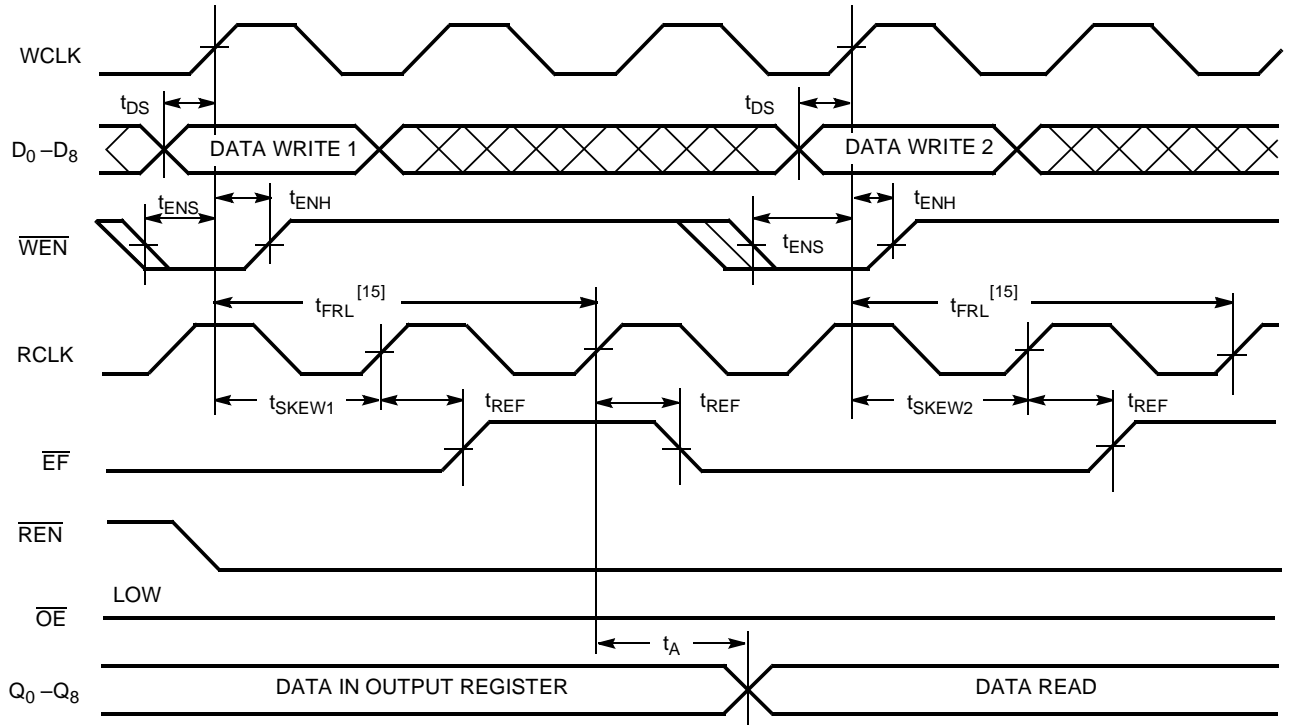 WCLK
tDS tDS
D0 –D8 DATA WRITE 1 DATA WRITE 2
tENS tENH tENH
WEN tENS
tFRL [15] tFRL [15]
RCLK
tSKEW1 tREF tREF tSKEW2 tREF
EF
REN
LOW
OE
tA
Q0 –Q8 DATA IN OUTPUT REGISTER DATA READ